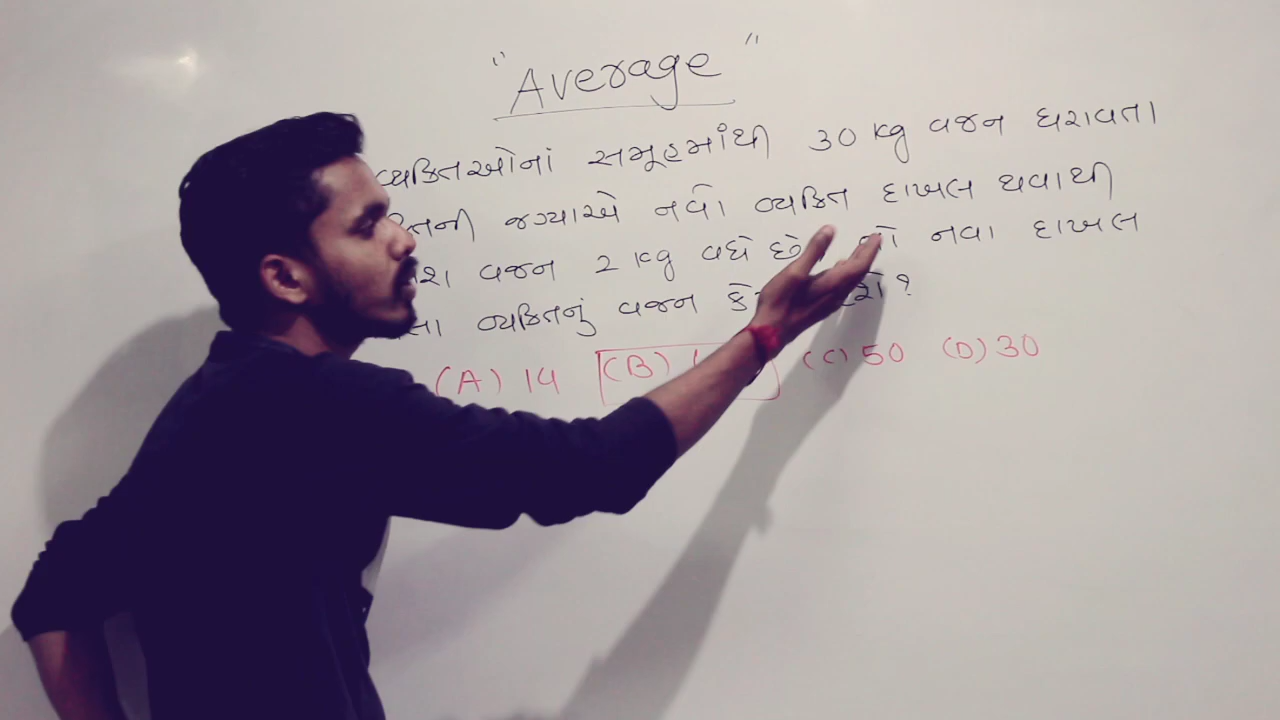 "Average"
વ્યક્તિઓનાં સમૂહમાંથી 30 kg વજન ધરાવતા
જગ્યાએ નવી વ્યક્તિ દાખલ થવાથી
વજન 2 kg વધે છે નવા દાખલ
વ્યક્તિનું વજન ?
(A) 14 (B) (C) 50 (D) 30